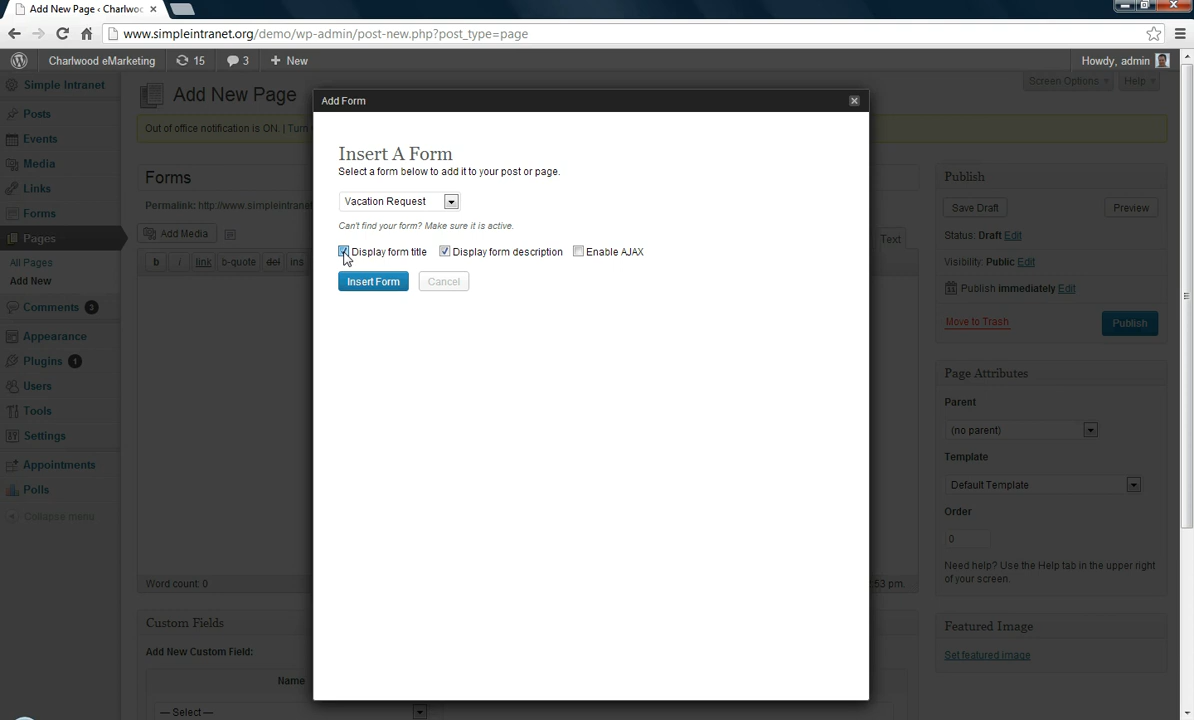 Add New Page ‹ Charlwoo
www.simpleintranet.org/demo/wp-admin/post-new.php?post_type=page
Charlwood eMarketing 15 3 + New Howdy, admin
Simple Intranet
Posts
Events
Media
Links
Forms
Pages
All Pages
Add New
Comments 3
Appearance
Plugins 1
Users
Tools
Settings
Appointments
Polls
Collapse menu
Screen Options Help
Add New Page
Out of office notification is ON. | Turn
Forms
Permalink: http://www.simpleintranet
Add Media
Text
b i link b-quote del ins
Word count: 0
:53 pm.
Custom Fields
Add New Custom Field:
Name
— Select —
Add Form
Insert A Form
Select a form below to add it to your post or page.
Vacation Request
Can't find your form? Make sure it is active.
Display form title Display form description Enable AJAX
Insert Form Cancel
Publish
Save Draft Preview
Status: Draft Edit
Visibility: Public Edit
Publish immediately Edit
Move to Trash Publish
Page Attributes
Parent
(no parent)
Template
Default Template
Order
0
Need help? Use the Help tab in the upper right
of your screen.
Featured Image
Set featured image